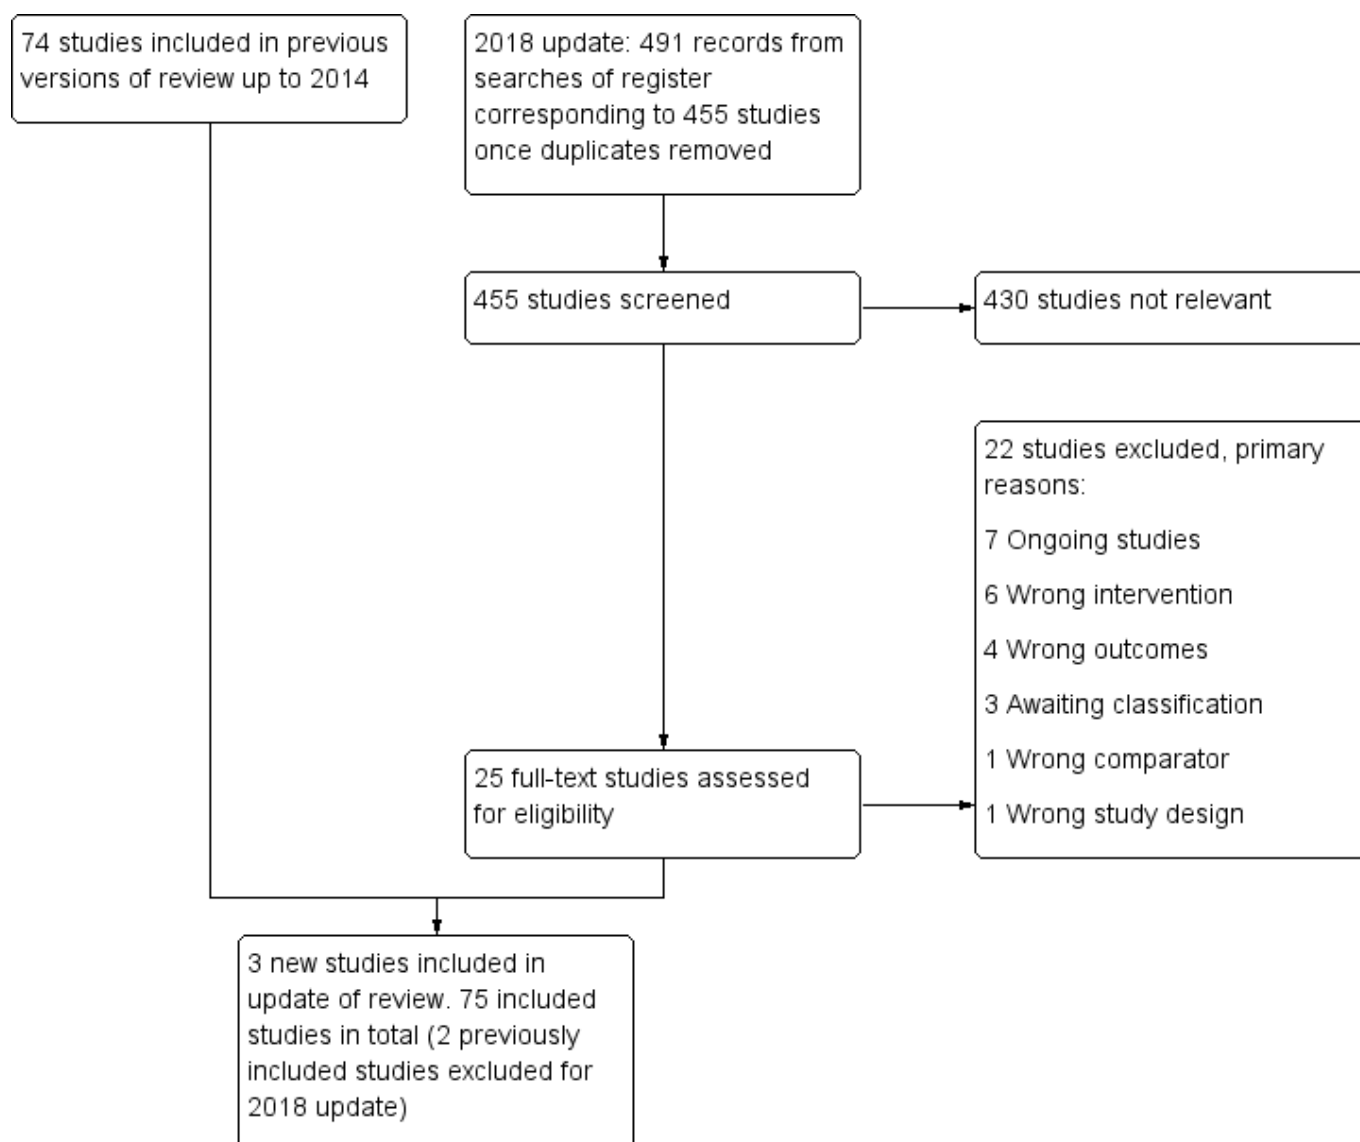 74 studies included in previous
versions of review up to 2014
2018 update: 491 records from
searches of register
corresponding to 455 studies
once duplicates removed
455 studies screened
430 studies not relevant
22 studies excluded, primary
reasons:
7 Ongoing studies
6 Wrong intervention
4 Wrong outcomes
3 Awaiting classification
1 Wrong comparator
1 Wrong study design
25 full-text studies assessed
for eligibility
3 new studies included in
update of review. 75 included
studies in total (2 previously
included studies excluded for
2018 update)